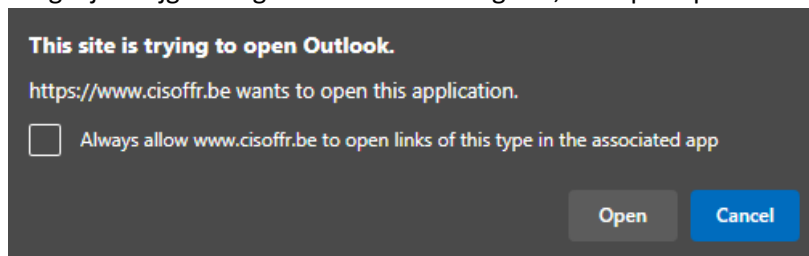 This site is trying to open Outlook.
https://www.cisoffr.be wants to open this application.
Always allow www.cisoffr.be to open links of this type in the associated app
Open Cancel